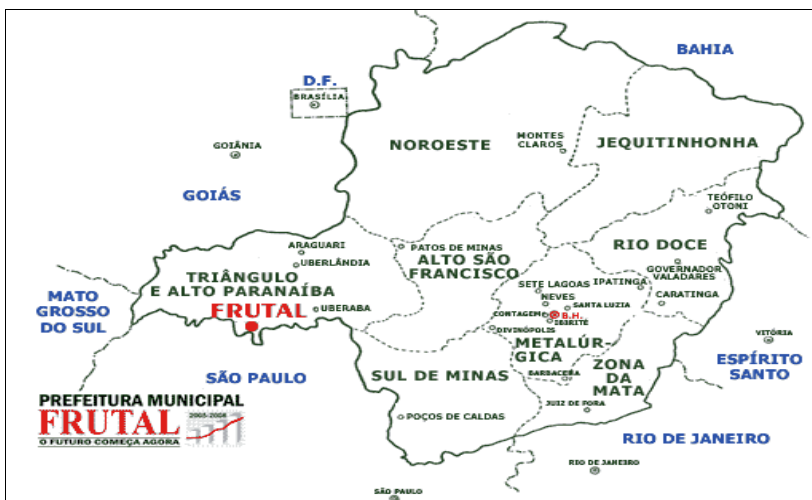 BAHIA
D.F.
BRASÍLIA
NOROESTE
MONTES
CLAROS
JEQUITINHONHA
GOIÂNIA
GOIÁS
TEÓFILO
OTONI
ARAGUARI
UBERLÂNDIA
PATOS DE MINAS
ALTO SÃO
FRANCISCO
RIO DOCE
GOVERNADOR
VALADARES
TRIÂNGULO
E ALTO PARANAÍBA
SETE LAGOAS
IPATINGA
NEVES
SANTA LUZIA
CARATINGA
MATO
GROSSO
DO SUL
FRUTAL
UBERABA
CONTAGEM
B.H.
IBIRITÉ
DIVINÓPOLIS
METALÚR-
GICA
VITÓRIA
ESPÍRITO
SANTO
SÃO PAULO
SUL DE MINAS
BARBACENA
ZONA
DA
MATA
PREFEITURA MUNICIPAL
FRUTAL
2005-2008
O FUTURO COMEÇA AGORA
POÇOS DE CALDAS
JUIZ DE FORA
RIO DE JANEIRO
RIO DE JANEIRO
SÃO PAULO